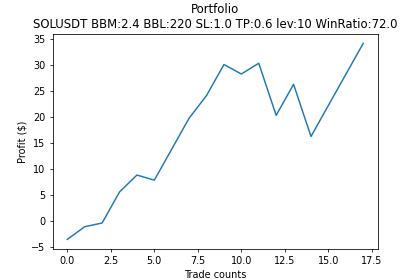 Portfolio
SOLUSDT BBM:2.4 BBL:220 SL:1.0 TP:0.6 lev:10 WinRatio:72.0
35
30
25
20
15
10
5
0
−5
Profit ($)
0.0 2.5 5.0 7.5 10.0 12.5 15.0 17.5
Trade counts